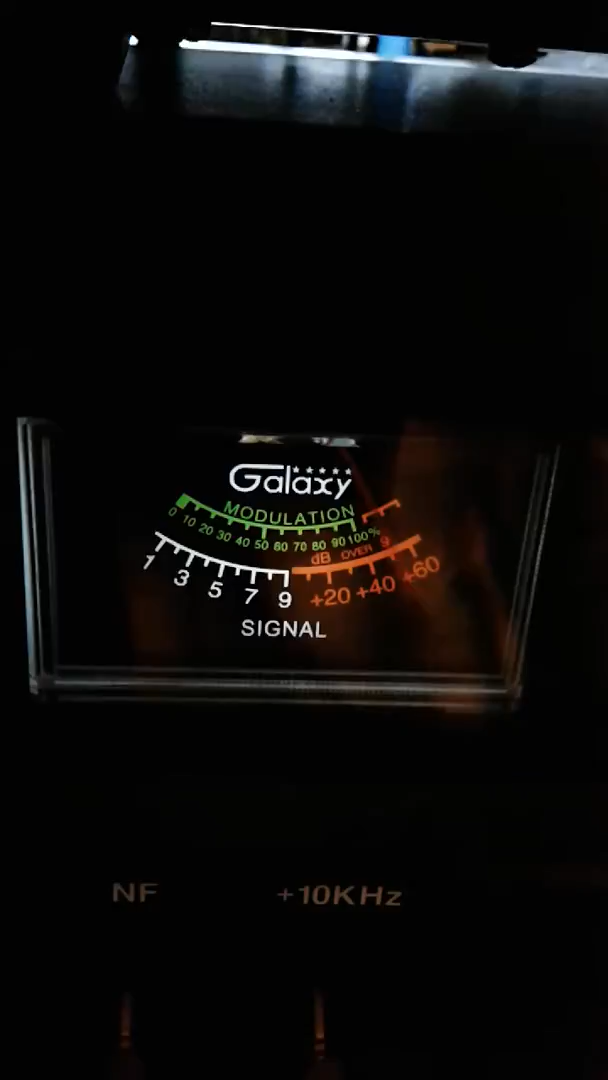 Galaxy
MODULATION
0 10 20 30 40 50 60 70 80 90 100%
dB OVER 9
1 3 5 7 9 +20 +40 +60
SIGNAL
NF +10KHz